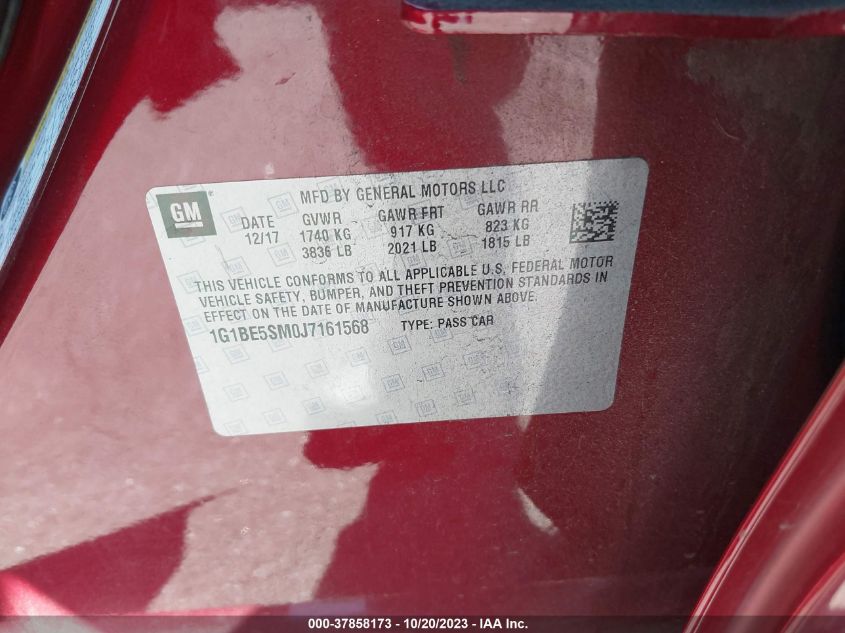 GM
MFD BY GENERAL MOTORS LLC
DATE GVWR GAWR FRT GAWR RR
12/17 1740 KG 917 KG 823 KG
3836 LB 2021 LB 1815 LB
THIS VEHICLE CONFORMS TO ALL APPLICABLE U.S. FEDERAL MOTOR
VEHICLE SAFETY, BUMPER, AND THEFT PREVENTION STANDARDS IN
EFFECT ON THE DATE OF MANUFACTURE SHOWN ABOVE.
1G1BE5SM0J7161568 TYPE: PASS CAR
000-37858173 - 10/20/2023 - IAA Inc.